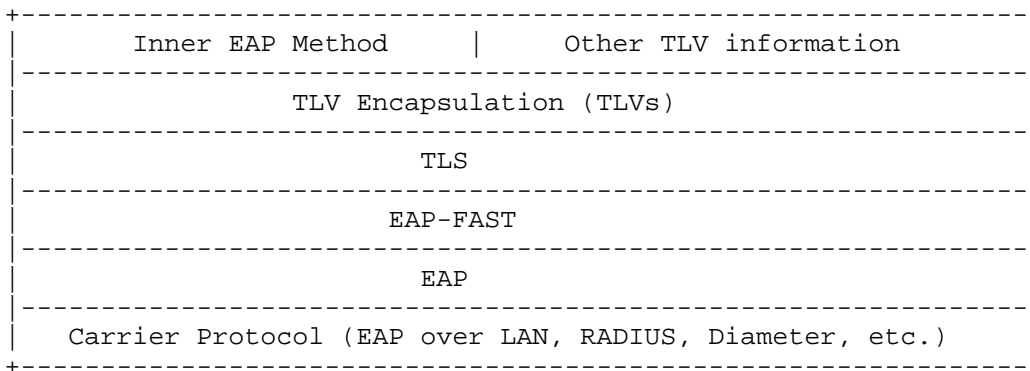 Inner EAP Method | Other TLV information
TLV Encapsulation (TLVs)
TLS
EAP-FAST
EAP
Carrier Protocol (EAP over LAN, RADIUS, Diameter, etc.)